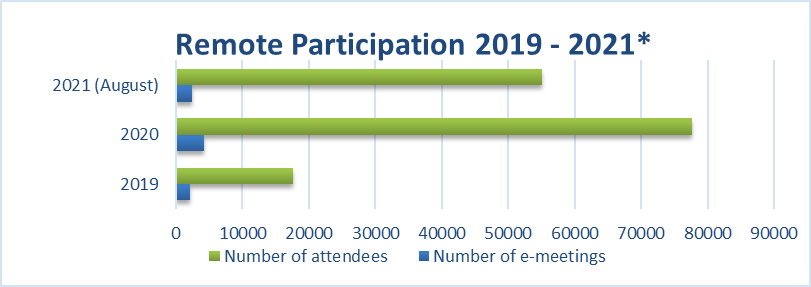 Remote Participation 2019 - 2021*
2021 (August)
2020
2019
0 10000 20000 30000 40000 50000 60000 70000 80000 90000
Number of attendees Number of e-meetings